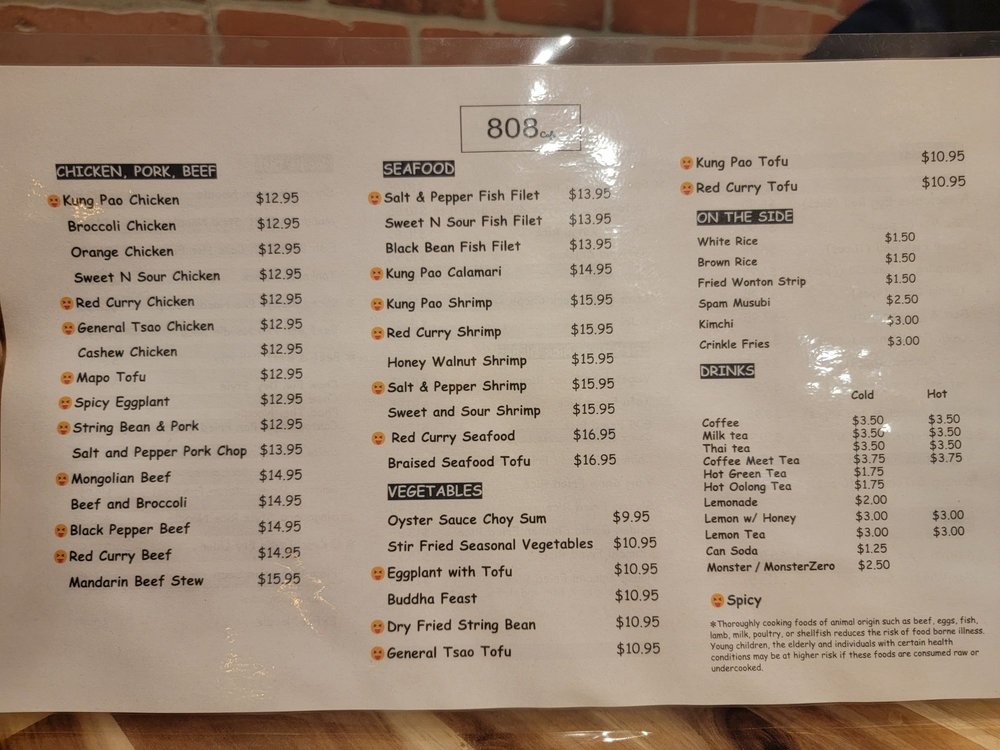 808 Cafe
CHICKEN, PORK, BEEF
Kung Pao Chicken $12.95
Broccoli Chicken $12.95
Orange Chicken $12.95
Sweet N Sour Chicken $12.95
Red Curry Chicken $12.95
General Tsao Chicken $12.95
Cashew Chicken $12.95
Mapo Tofu $12.95
Spicy Eggplant $12.95
String Bean & Pork $12.95
Salt and Pepper Pork Chop $13.95
Mongolian Beef $14.95
Beef and Broccoli $14.95
Black Pepper Beef $14.95
Red Curry Beef $14.95
Mandarin Beef Stew $15.95
SEAFOOD
Salt & Pepper Fish Filet $13.95
Sweet N Sour Fish Filet $13.95
Black Bean Fish Filet $13.95
Kung Pao Calamari $14.95
Kung Pao Shrimp $15.95
Red Curry Shrimp $15.95
Honey Walnut Shrimp $15.95
Salt & Pepper Shrimp $15.95
Sweet and Sour Shrimp $15.95
Red Curry Seafood $16.95
Braised Seafood Tofu $16.95
VEGETABLES
Oyster Sauce Choy Sum $9.95
Stir Fried Seasonal Vegetables $10.95
Eggplant with Tofu $10.95
Buddha Feast $10.95
Dry Fried String Bean $10.95
General Tsao Tofu $10.95
Kung Pao Tofu $10.95
Red Curry Tofu $10.95
ON THE SIDE
White Rice $1.50
Brown Rice $1.50
Fried Wonton Strip $1.50
Spam Musubi $2.50
Kimchi $3.00
Crinkle Fries $3.00
DRINKS
Cold Hot
Coffee $3.50 $3.50
Milk tea $3.50 $3.50
Thai tea $3.50 $3.50
Coffee Meet Tea $3.75 $3.75
Hot Green Tea $1.75
Hot Oolong Tea $1.75
Lemonade $2.00
Lemon w/ Honey $3.00 $3.00
Lemon Tea $3.00 $3.00
Can Soda $1.25
Monster / MonsterZero $2.50
Spicy
*Thoroughly cooking foods of animal origin such as beef, eggs, fish,
lamb, milk, poultry, or shellfish reduces the risk of food borne illness.
Young children, the elderly and individuals with certain health
conditions may be at higher risk if these foods are consumed raw or
undercooked.